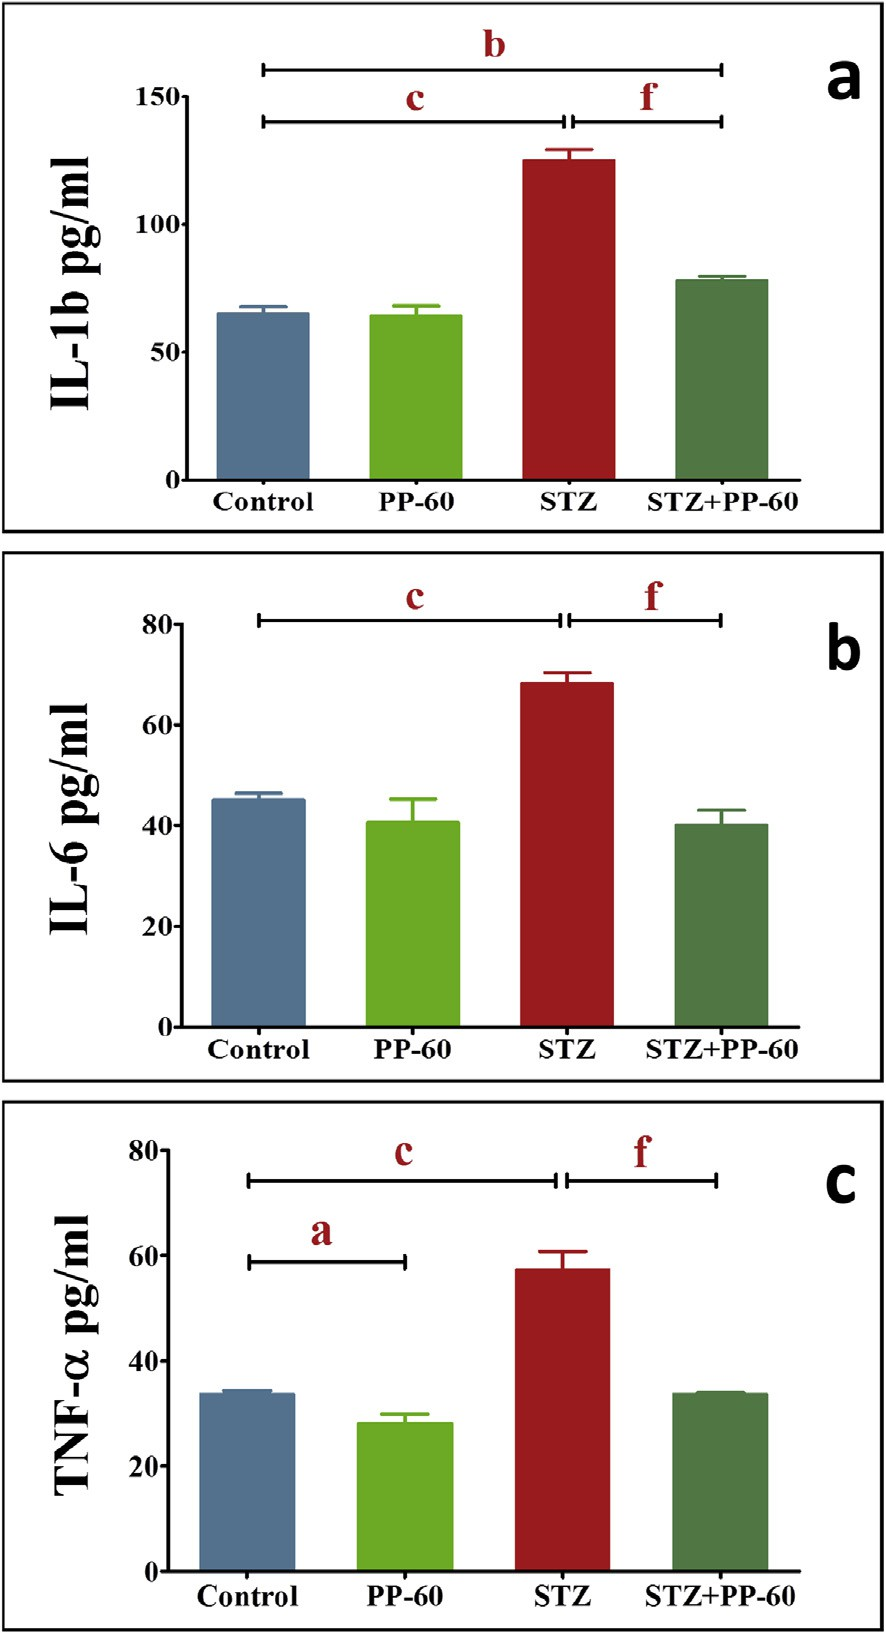 b
a
c
f
150
100
50
0
IL-1b pg/ml
Control PP-60 STZ STZ+PP-60
c
f
b
80
60
40
20
0
IL-6 pg/ml
Control PP-60 STZ STZ+PP-60
c
f
c
a
80
60
40
20
0
TNF-α pg/ml
Control PP-60 STZ STZ+PP-60